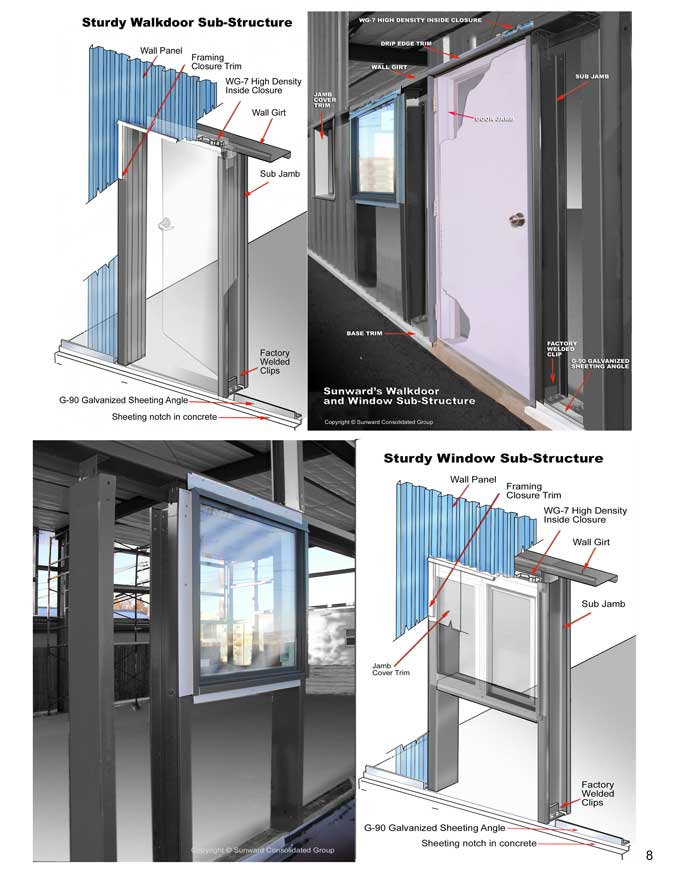 Sturdy Walkdoor Sub-Structure
Wall Panel
Framing
Closure Trim
WG-7 High Density
Inside Closure
Wall Girt
Sub Jamb
Factory
Welded
Clips
G-90 Galvanized Sheeting Angle
Sheeting notch in concrete
WG-7 HIGH DENSITY INSIDE CLOSURE
DRIP EDGE TRIM
WALL GIRT
SUB JAMB
JAMB
COVER
TRIM
DOOR JAMB
BASE TRIM
FACTORY
WELDED
CLIP
G-90 GALVANIZED
SHEETING ANGLE
Sunward's Walkdoor
and Window Sub-Structure
Copyright © Sunward Consolidated Group
Copyright © Sunward Consolidated Group
Sturdy Window Sub-Structure
Wall Panel
Framing
Closure Trim
WG-7 High Density
Inside Closure
Wall Girt
Sub Jamb
Jamb
Cover Trim
Factory
Welded
Clips
G-90 Galvanized Sheeting Angle
Sheeting notch in concrete
8